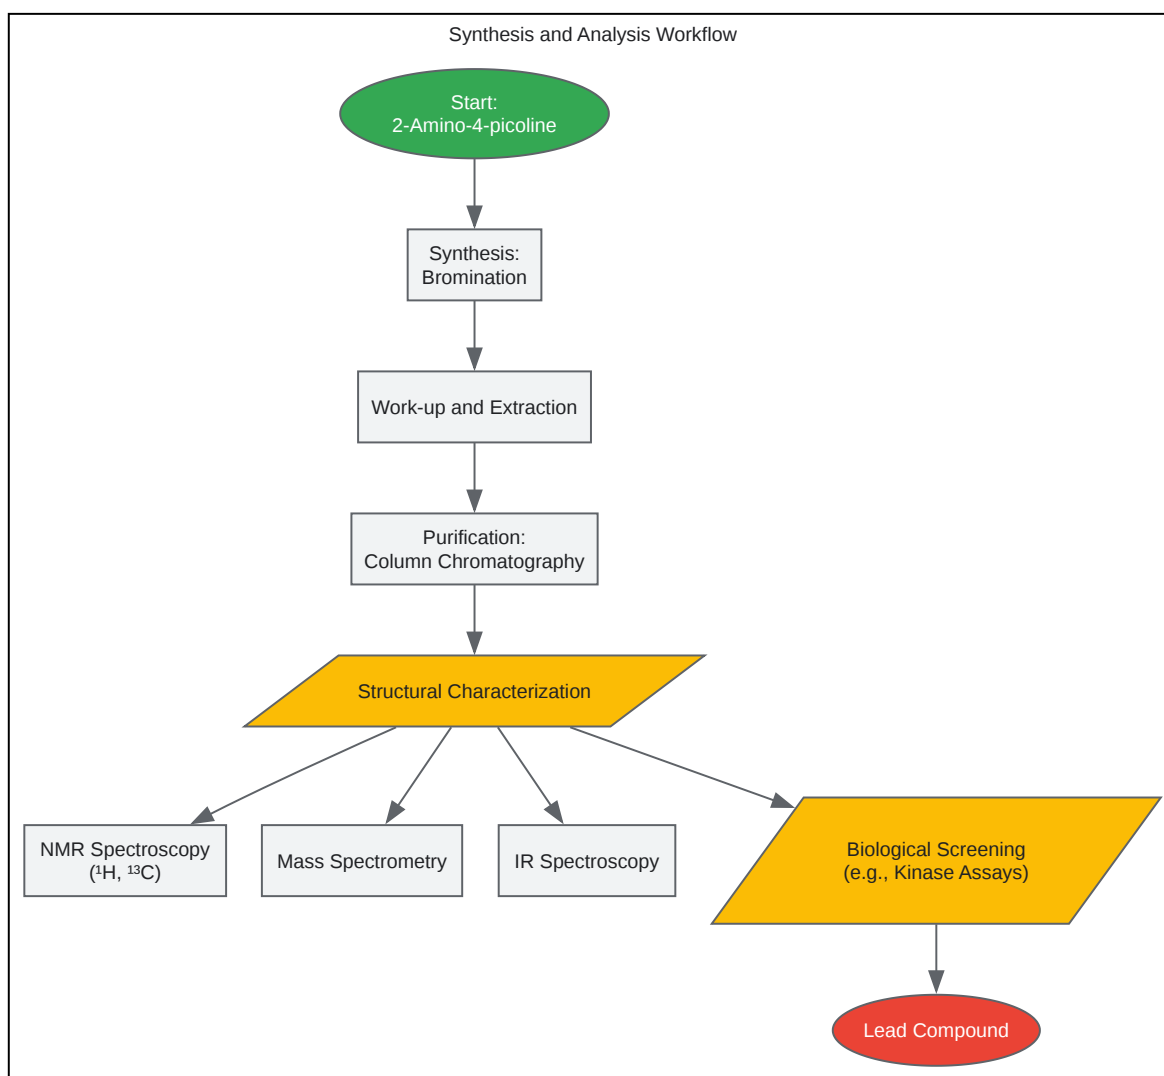 Synthesis and Analysis Workflow
Start:
2-Amino-4-picoline
Synthesis:
Bromination
Work-up and Extraction
Purification:
Column Chromatography
Structural Characterization
NMR Spectroscopy
(¹H, ¹³C)
Mass Spectrometry
IR Spectroscopy
Biological Screening
(e.g., Kinase Assays)
Lead Compound